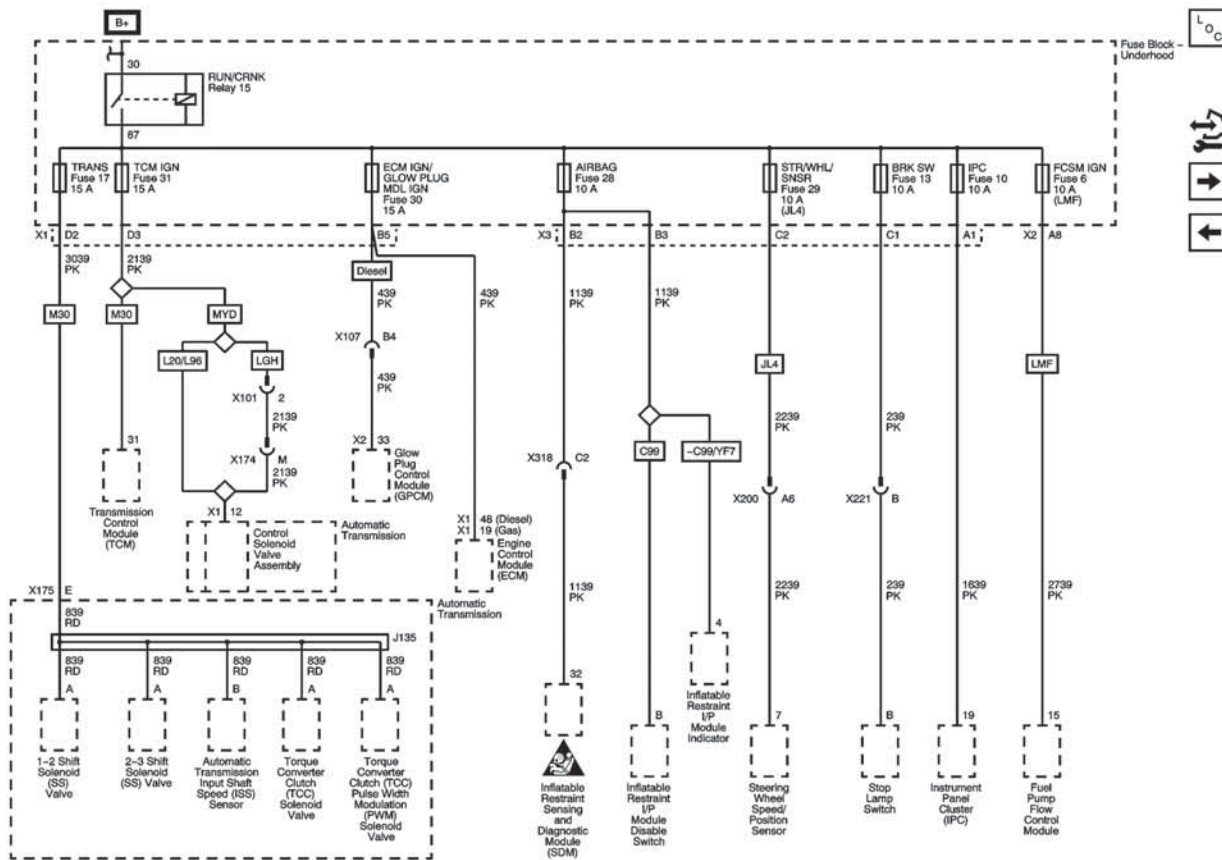 B+
L
O
C
Fuse Block –
Underhood
30
RUN/CRNK
Relay 15
87
TRANS
Fuse 17
15 A
TCM IGN
Fuse 31
15 A
ECM IGN/
GLOW PLUG
MDL IGN
Fuse 30
15 A
AIRBAG
Fuse 28
10 A
STR/WHL/
SNSR
Fuse 29
10 A
(JL4)
BRK SW
Fuse 13
10 A
IPC
Fuse 10
10 A
FCSM IGN
Fuse 6
10 A
(LMF)
X1 D2 D3 B5 X3 B2 B3 C2 C1 A1 X2 A8
3039
PK
2139
PK
Diesel
439
PK
439
PK
1139
PK
1139
PK
M30
M30
MYD
X107 B4
L20/L96
LGH
JL4
LMF
X101 2
439
PK
2139
PK
2239
PK
239
PK
C99
~C99/YF7
31
X174 M
2139
PK
X2 33
Glow
Plug
Control
Module
(GPCM)
X318 C2
X200 A6
X221 B
Transmission
Control
Module
(TCM)
X1 12
Control
Solenoid
Valve
Assembly
Automatic
Transmission
X1 48 (Diesel)
X1 19 (Gas)
Engine
Control
Module
(ECM)
1139
PK
2239
PK
239
PK
1639
PK
2739
PK
X175 E
Automatic
Transmission
839
RD
J135
4
839
RD
839
RD
839
RD
839
RD
839
RD
A A B A A
32
Inflatable
Restraint
I/P
Module
Indicator
B 7 B 19 15
1–2 Shift
Solenoid
(SS)
Valve
2–3 Shift
Solenoid
(SS) Valve
Automatic
Transmission
Input Shaft
Speed (ISS)
Sensor
Torque
Converter
Clutch
(TCC)
Solenoid
Valve
Torque
Converter
Clutch (TCC)
Pulse Width
Modulation
(PWM)
Solenoid
Valve
Inflatable
Restraint
Sensing
and
Diagnostic
Module
(SDM)
Inflatable
Restraint
I/P
Module
Disable
Switch
Steering
Wheel
Speed/
Position
Sensor
Stop
Lamp
Switch
Instrument
Panel
Cluster
(IPC)
Fuel
Pump
Flow
Control
Module